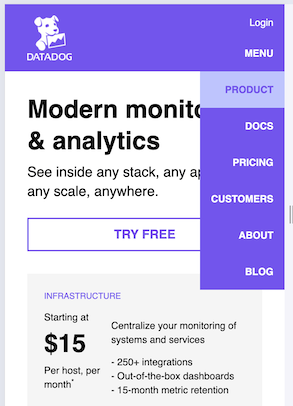 Login
DATADOG
MENU
PRODUCT
DOCS
PRICING
CUSTOMERS
ABOUT
BLOG
Modern monito
& analytics
See inside any stack, any ap
any scale, anywhere.
TRY FREE
INFRASTRUCTURE
Starting at
$15
Per host, per
month*
Centralize your monitoring of
systems and services
- 250+ integrations
- Out-of-the-box dashboards
- 15-month metric retention